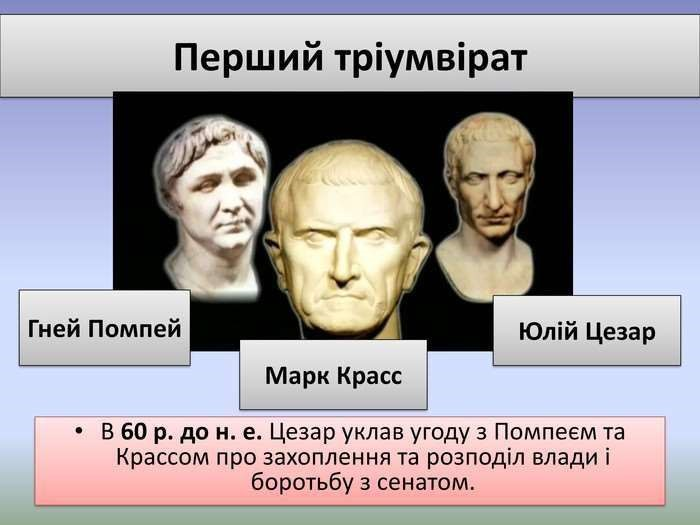 Перший тріумвірат
Гней Помпей
Юлій Цезар
Марк Красс
• В 60 р. до н. е. Цезар уклав угоду з Помпеєм та
Крассом про захоплення та розподіл влади і
боротьбу з сенатом.